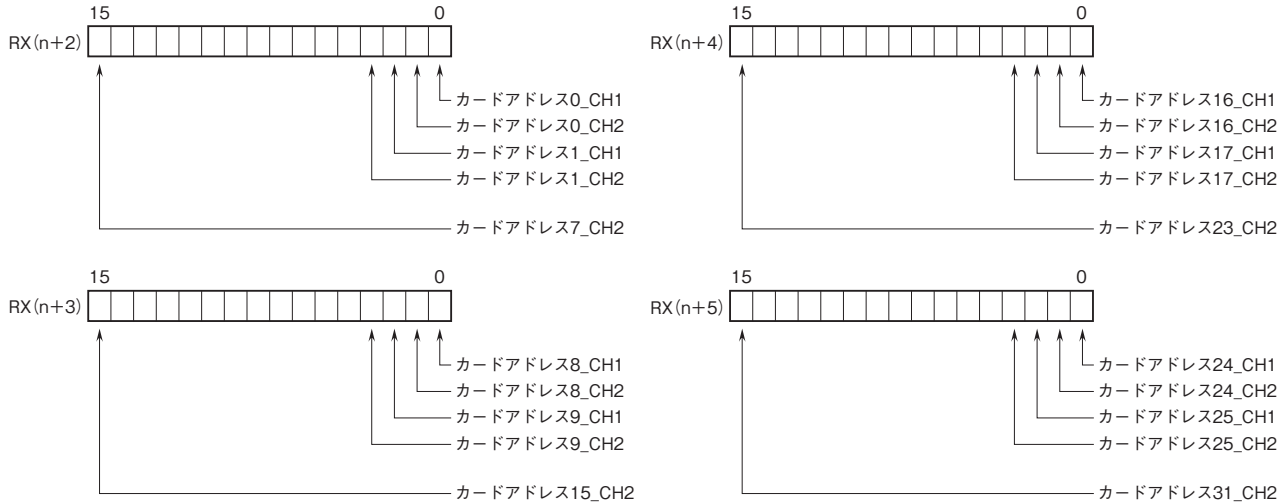 15 0
RX(n+2)
カードアドレス0_CH1
カードアドレス0_CH2
カードアドレス1_CH1
カードアドレス1_CH2
カードアドレス7_CH2
15 0
RX(n+4)
カードアドレス16_CH1
カードアドレス16_CH2
カードアドレス17_CH1
カードアドレス17_CH2
カードアドレス23_CH2
15 0
RX(n+3)
カードアドレス8_CH1
カードアドレス8_CH2
カードアドレス9_CH1
カードアドレス9_CH2
カードアドレス15_CH2
15 0
RX(n+5)
カードアドレス24_CH1
カードアドレス24_CH2
カードアドレス25_CH1
カードアドレス25_CH2
カードアドレス31_CH2